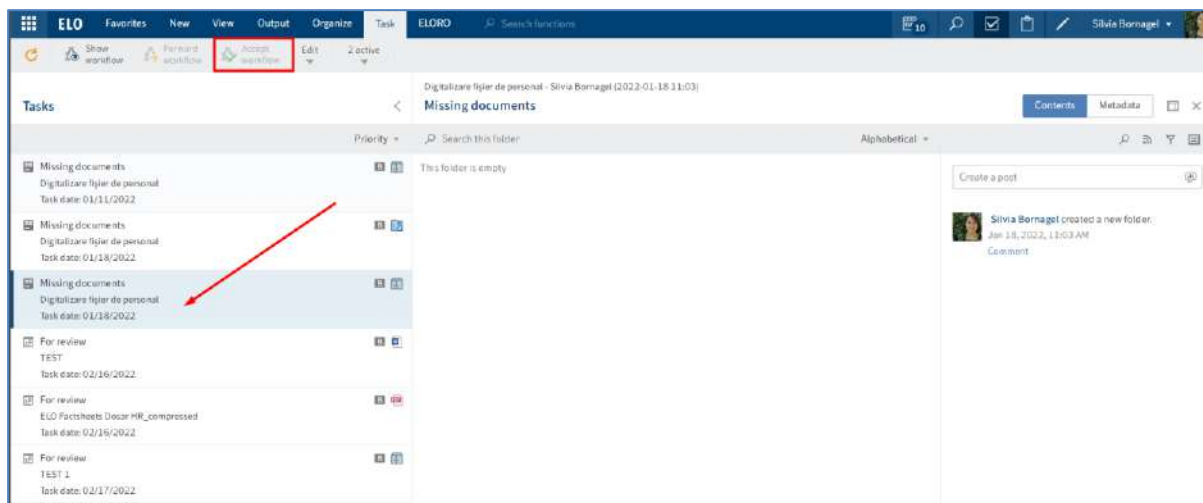 ELO Favorites New View Output Organize Task ELORO Search functions 10 Silvia Bornagel
Show workflow Forward workflow Accept workflow Edit 2 active
Tasks
Digitalizare fișier de personal - Silvia Bornagel (2022-01-18 11:03)
Missing documents
Contents Metadata
Priority Search this folder Alphabetical
Missing documents
Digitalizare fișier de personal
Task date: 01/11/2022
Missing documents
Digitalizare fișier de personal
Task date: 01/18/2022
Missing documents
Digitalizare fișier de personal
Task date: 01/18/2022
For review
TEST
Task date: 02/16/2022
For review
ELO Factsheets Dosar HR_compressed
Task date: 02/16/2022
For review
TEST 1
Task date: 02/17/2022
This folder is empty
Create a post
Silvia Bornagel created a new folder.
Jan 18, 2022, 11:03 AM
Comment